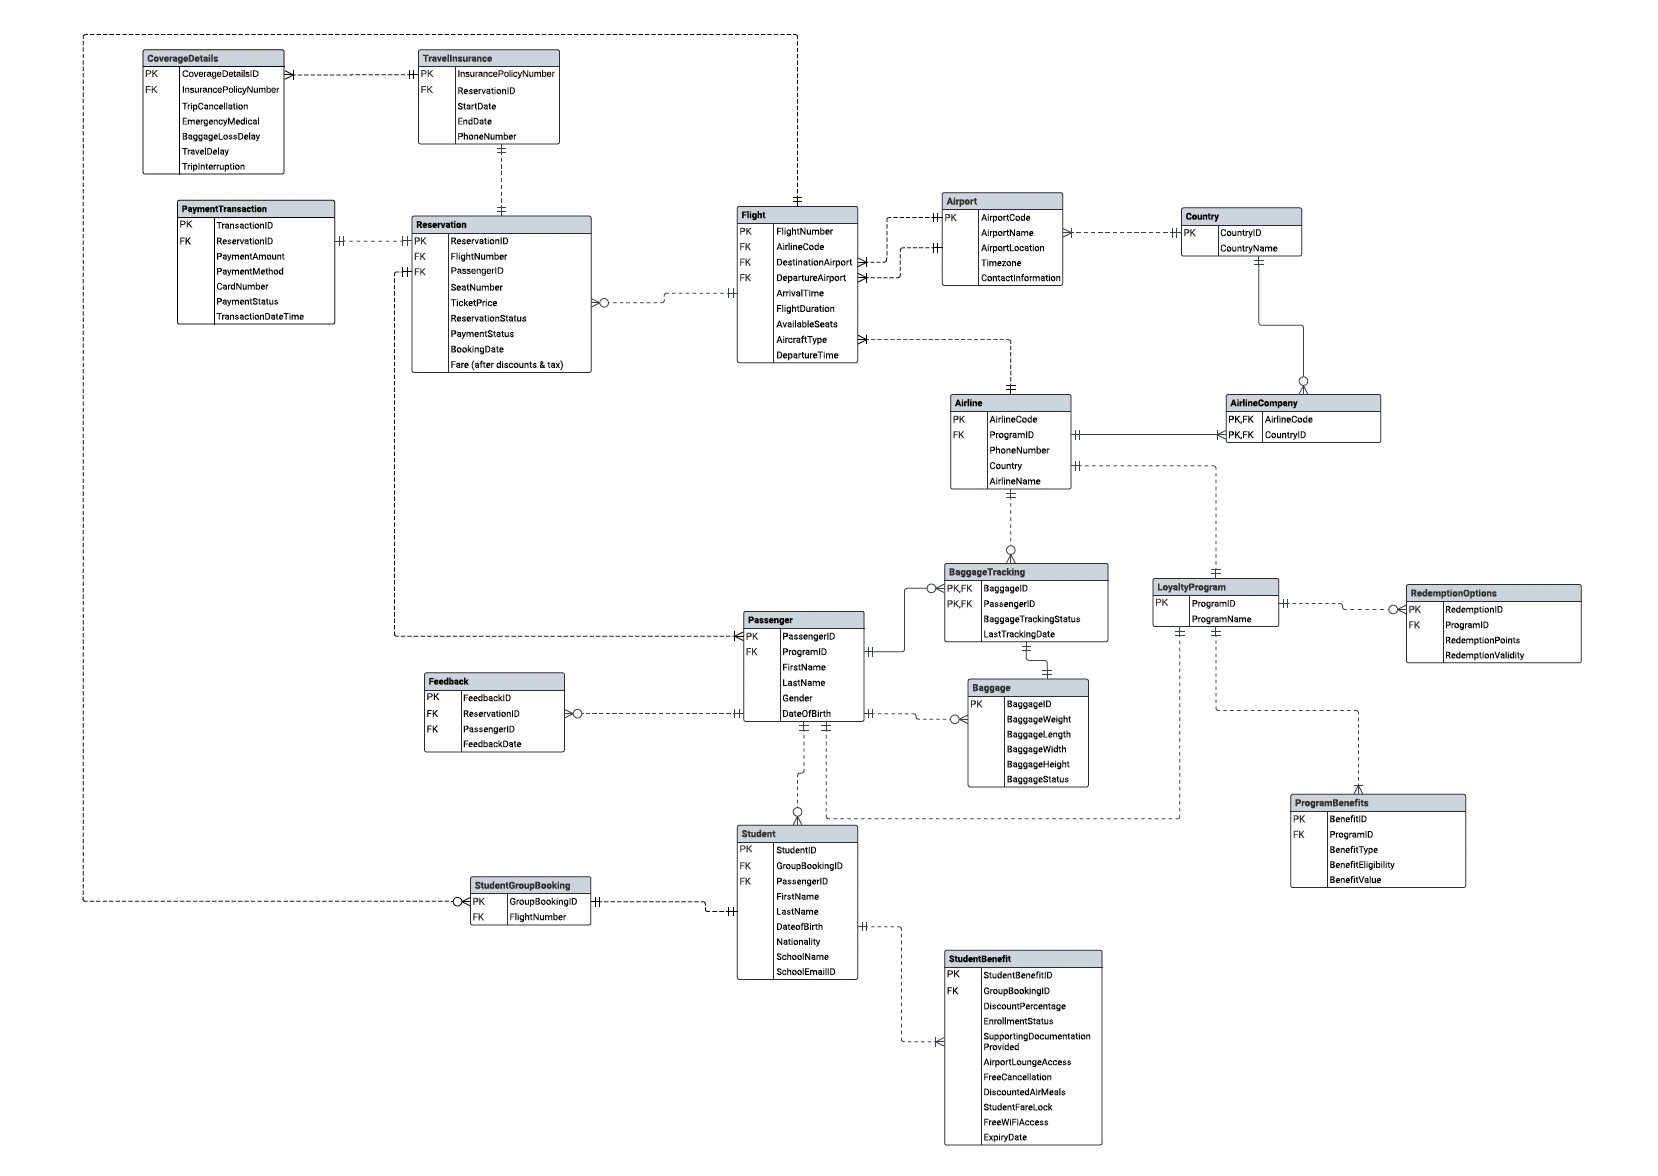 CoverageDetails
PK CoverageDetailsID
FK InsurancePolicyNumber
TripCancellation
EmergencyMedical
BaggageLossDelay
TravelDelay
TripInterruption
TravelInsurance
PK InsurancePolicyNumber
FK ReservationID
StartDate
EndDate
PhoneNumber
PaymentTransaction
PK TransactionID
FK ReservationID
PaymentAmount
PaymentMethod
CardNumber
PaymentStatus
TransactionDateTime
Reservation
PK ReservationID
FK FlightNumber
FK PassengerID
SeatNumber
TicketPrice
ReservationStatus
PaymentStatus
BookingDate
Fare (after discounts & tax)
Flight
PK FlightNumber
FK AirlineCode
FK DestinationAirport
FK DepartureAirport
ArrivalTime
FlightDuration
AvailableSeats
AircraftType
DepartureTime
Airport
PK AirportCode
AirportName
AirportLocation
Timezone
ContactInformation
Country
PK CountryID
CountryName
Airline
PK AirlineCode
FK ProgramID
PhoneNumber
Country
AirlineName
AirlineCompany
PK,FK AirlineCode
PK,FK CountryID
BaggageTracking
PK,FK BaggageID
PK,FK PassengerID
BaggageTrackingStatus
LastTrackingDate
LoyaltyProgram
PK ProgramID
ProgramName
RedemptionOptions
PK RedemptionID
FK ProgramID
RedemptionPoints
RedemptionValidity
Passenger
PK PassengerID
FK ProgramID
FirstName
LastName
Gender
DateOfBirth
Feedback
PK FeedbackID
FK ReservationID
FK PassengerID
FeedbackDate
Baggage
PK BaggageID
BaggageWeight
BaggageLength
BaggageWidth
BaggageHeight
BaggageStatus
ProgramBenefits
PK BenefitID
FK ProgramID
BenefitType
BenefitEligibility
BenefitValue
Student
PK StudentID
FK GroupBookingID
FK PassengerID
FirstName
LastName
DateofBirth
Nationality
SchoolName
SchoolEmailID
StudentGroupBooking
PK GroupBookingID
FK FlightNumber
StudentBenefit
PK StudentBenefitID
FK GroupBookingID
DiscountPercentage
EnrollmentStatus
SupportingDocumentation
Provided
AirportLoungeAccess
FreeCancellation
DiscountedAirMeals
StudentFareLock
FreeWiFiAccess
ExpiryDate